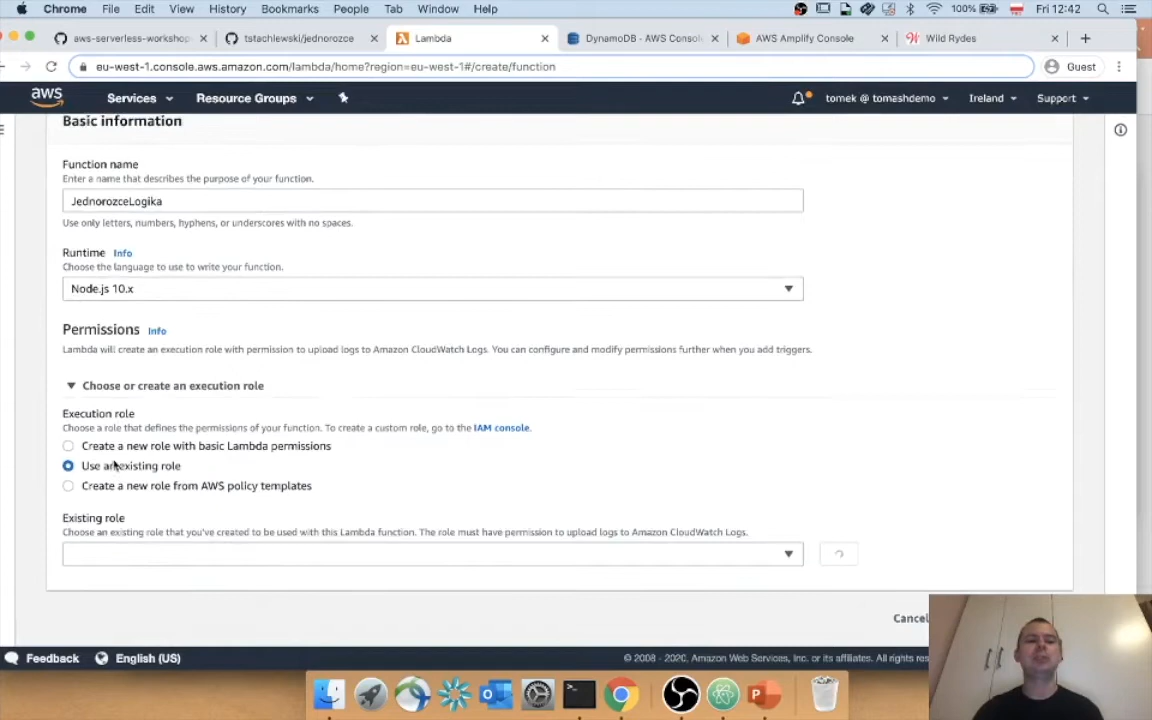 Chrome File Edit View History Bookmarks People Tab Window Help 100% Fri 12:42
aws-serverless-workshop tstachlewski/jednorozce Lambda DynamoDB - AWS Consol AWS Amplify Console Wild Rydes
eu-west-1.console.aws.amazon.com/lambda/home?region=eu-west-1#/create/function Guest
aws Services Resource Groups tomek @ tomashdemo Ireland Support
Basic information
Function name
Enter a name that describes the purpose of your function.
JednorozceLogika
Use only letters, numbers, hyphens, or underscores with no spaces.
Runtime Info
Choose the language to use to write your function.
Node.js 10.x
Permissions Info
Lambda will create an execution role with permission to upload logs to Amazon CloudWatch Logs. You can configure and modify permissions further when you add triggers.
Choose or create an execution role
Execution role
Choose a role that defines the permissions of your function. To create a custom role, go to the IAM console.
Create a new role with basic Lambda permissions
Use an existing role
Create a new role from AWS policy templates
Existing role
Choose an existing role that you've created to be used with this Lambda function. The role must have permission to upload logs to Amazon CloudWatch Logs.
Cancel
Feedback English (US) © 2008 - 2020, Amazon Web Services, Inc. or its affiliates. All rights rese